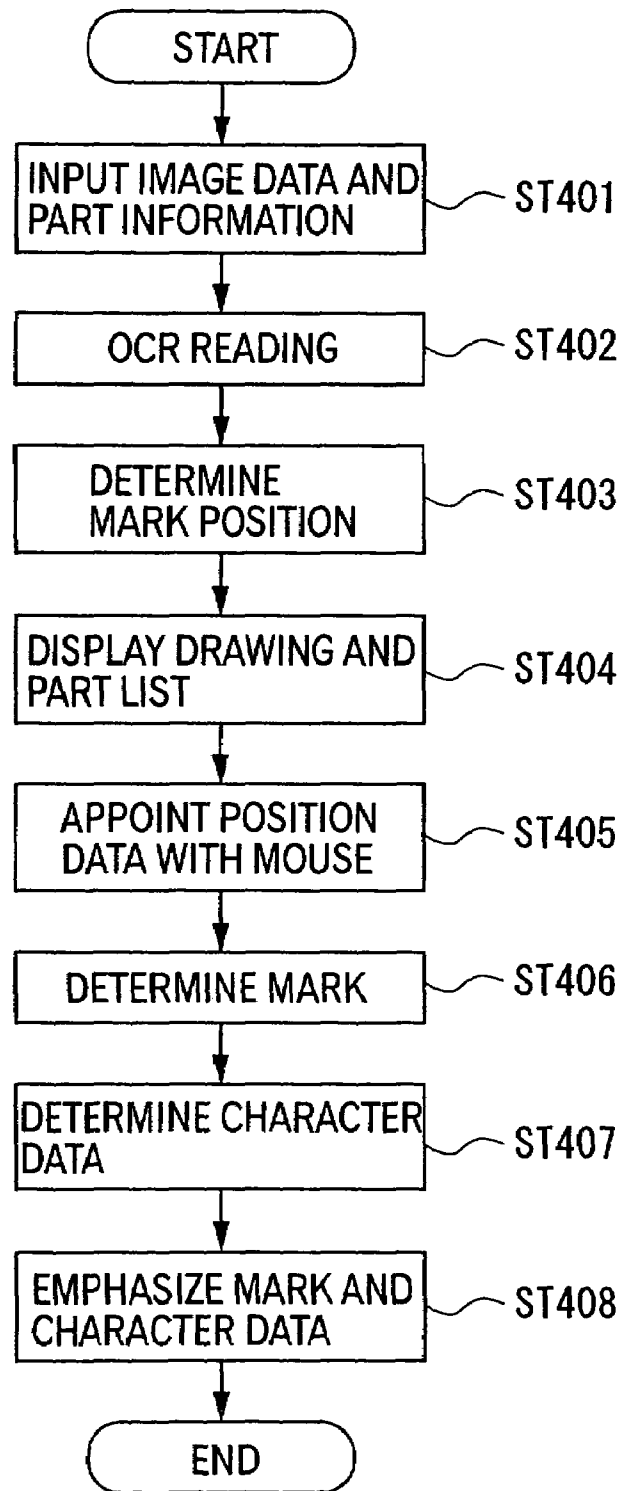 START
INPUT IMAGE DATA AND
PART INFORMATION
ST401
OCR READING
ST402
DETERMINE
MARK POSITION
ST403
DISPLAY DRAWING AND
PART LIST
ST404
APPOINT POSITION
DATA WITH MOUSE
ST405
DETERMINE MARK
ST406
DETERMINE CHARACTER
DATA
ST407
EMPHASIZE MARK AND
CHARACTER DATA
ST408
END